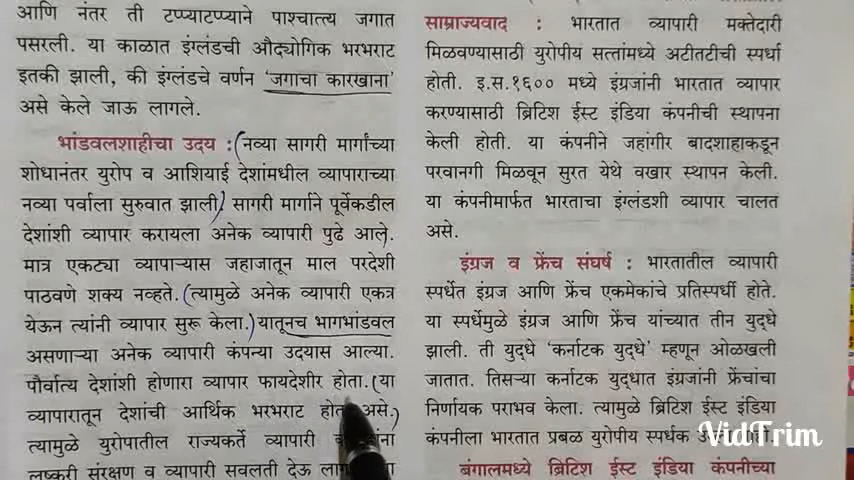 आणि नंतर ती टप्प्याटप्प्याने पाश्चात्त्य जगात
पसरली. या काळात इंग्लंडची औद्योगिक भरभराट
इतकी झाली, की इंग्लंडचे वर्णन ‘जगाचा कारखाना’
असे केले जाऊ लागले.
भांडवलशाहीचा उदय : (नव्या सागरी मार्गांच्या
शोधानंतर युरोप व आशियाई देशांमधील व्यापाराच्या
नव्या पर्वाला सुरुवात झाली) सागरी मार्गाने पूर्वेकडील
देशांशी व्यापार करायला अनेक व्यापारी पुढे आले.
मात्र एकट्या व्यापाऱ्यास जहाजातून माल परदेशी
पाठवणे शक्य नव्हते. (त्यामुळे अनेक व्यापारी एकत्र
येऊन त्यांनी व्यापार सुरू केला.) यातूनच भागभांडवल
असणाऱ्या अनेक व्यापारी कंपन्या उदयास आल्या.
पौर्वात्य देशांशी होणारा व्यापार फायदेशीर होता. (या
व्यापारातून देशांची आर्थिक भरभराट होत असे.)
त्यामुळे युरोपातील राज्यकर्ते व्यापारी
लष्करी संरक्षण व व्यापारी सवलती देऊ
साम्राज्यवाद : भारतात व्यापारी मक्तेदारी
मिळवण्यासाठी युरोपीय सत्तांमध्ये अटीतटीची स्पर्धा
होती. इ.स.१६०० मध्ये इंग्रजांनी भारतात व्यापार
करण्यासाठी ब्रिटिश ईस्ट इंडिया कंपनीची स्थापना
केली होती. या कंपनीने जहांगीर बादशाहाकडून
परवानगी मिळवून सुरत येथे वखार स्थापन केली.
या कंपनीमार्फत भारताचा इंग्लंडशी व्यापार चालत
असे.
इंग्रज व फ्रेंच संघर्ष : भारतातील व्यापारी
स्पर्धेत इंग्रज आणि फ्रेंच एकमेकांचे प्रतिस्पर्धी होते.
या स्पर्धेमुळे इंग्रज आणि फ्रेंच यांच्यात तीन युद्धे
झाली. ती युद्धे ‘कर्नाटक युद्धे’ म्हणून ओळखली
जातात. तिसऱ्या कर्नाटक युद्धात इंग्रजांनी फ्रेंचांचा
निर्णायक पराभव केला. त्यामुळे ब्रिटिश ईस्ट इंडिया
कंपनीला भारतात प्रबळ युरोपीय स्पर्धक
बंगालमध्ये ब्रिटिश ईस्ट इंडिया कंपनीच्या
VidTrim